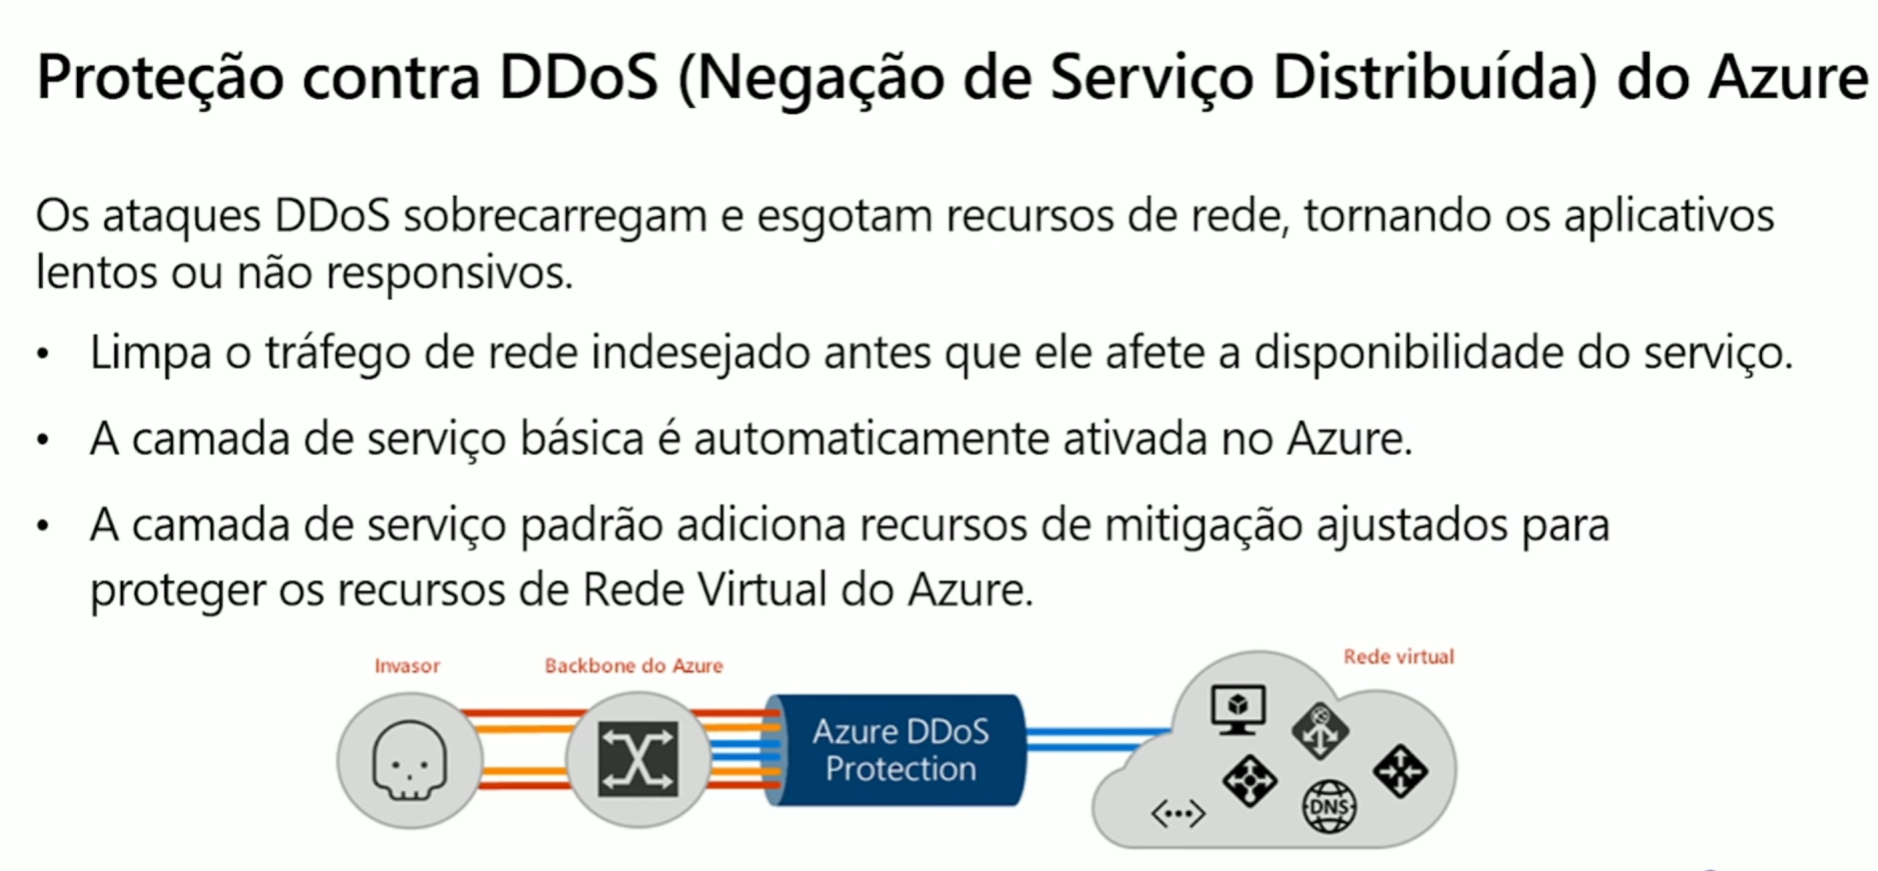 Proteção contra DDoS (Negação de Serviço Distribuída) do Azure
Os ataques DDoS sobrecarregam e esgotam recursos de rede, tornando os aplicativos
lentos ou não responsivos.
• Limpa o tráfego de rede indesejado antes que ele afete a disponibilidade do serviço.
• A camada de serviço básica é automaticamente ativada no Azure.
• A camada de serviço padrão adiciona recursos de mitigação ajustados para
proteger os recursos de Rede Virtual do Azure.
Invasor
Backbone do Azure
Rede virtual
Azure DDoS
Protection
DNS